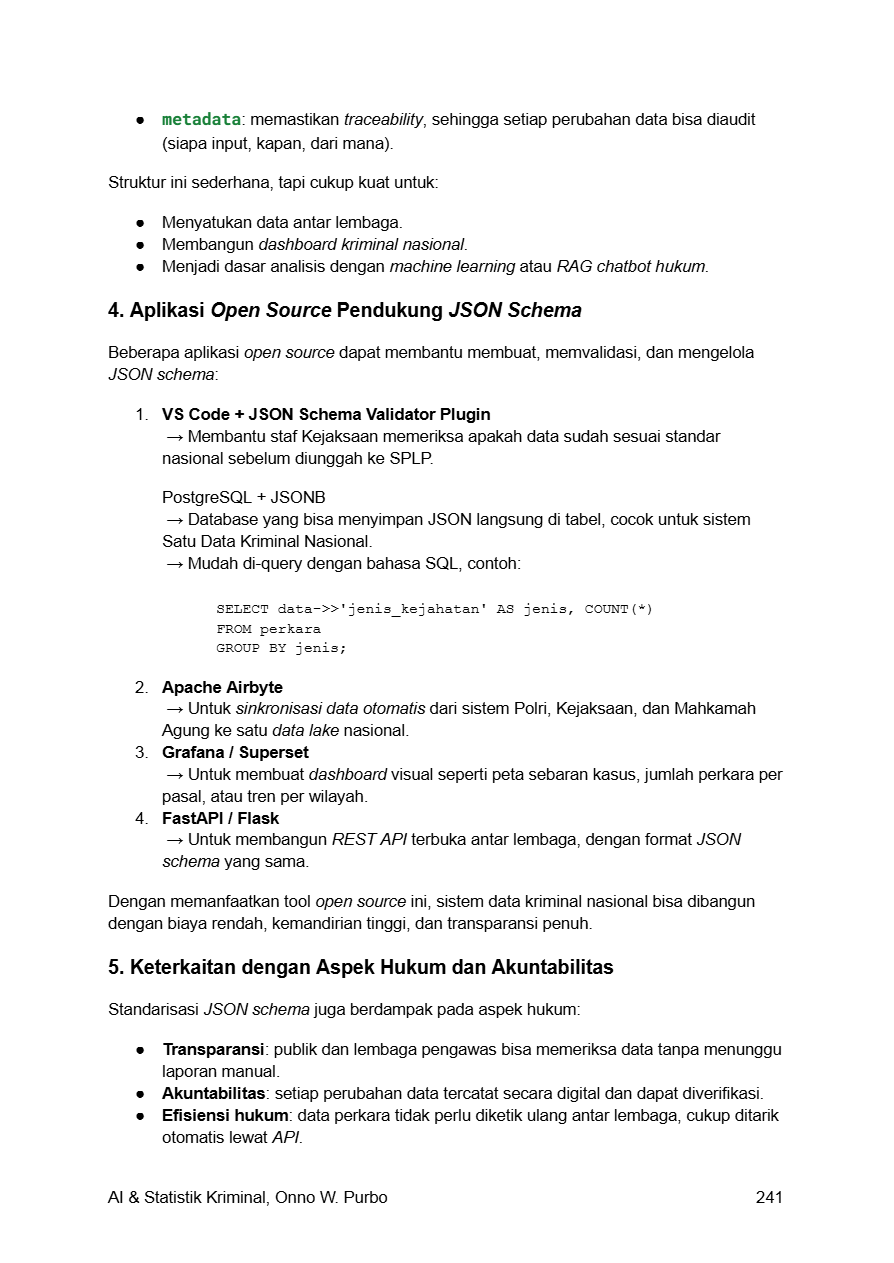 ● metadata: memastikan traceability, sehingga setiap perubahan data bisa diaudit
(siapa input, kapan, dari mana).
Struktur ini sederhana, tapi cukup kuat untuk:
● Menyatukan data antar lembaga.
● Membangun dashboard kriminal nasional.
● Menjadi dasar analisis dengan machine learning atau RAG chatbot hukum.
4. Aplikasi Open Source Pendukung JSON Schema
Beberapa aplikasi open source dapat membantu membuat, memvalidasi, dan mengelola
JSON schema:
1. VS Code + JSON Schema Validator Plugin
→ Membantu staf Kejaksaan memeriksa apakah data sudah sesuai standar
nasional sebelum diunggah ke SPLP.
PostgreSQL + JSONB
→ Database yang bisa menyimpan JSON langsung di tabel, cocok untuk sistem
Satu Data Kriminal Nasional.
→ Mudah di-query dengan bahasa SQL, contoh:
SELECT data->>'jenis_kejahatan' AS jenis, COUNT(*)
FROM perkara
GROUP BY jenis;
2. Apache Airbyte
→ Untuk sinkronisasi data otomatis dari sistem Polri, Kejaksaan, dan Mahkamah
Agung ke satu data lake nasional.
3. Grafana / Superset
→ Untuk membuat dashboard visual seperti peta sebaran kasus, jumlah perkara per
pasal, atau tren per wilayah.
4. FastAPI / Flask
→ Untuk membangun REST API terbuka antar lembaga, dengan format JSON
schema yang sama.
Dengan memanfaatkan tool open source ini, sistem data kriminal nasional bisa dibangun
dengan biaya rendah, kemandirian tinggi, dan transparansi penuh.
5. Keterkaitan dengan Aspek Hukum dan Akuntabilitas
Standarisasi JSON schema juga berdampak pada aspek hukum:
● Transparansi: publik dan lembaga pengawas bisa memeriksa data tanpa menunggu
laporan manual.
● Akuntabilitas: setiap perubahan data tercatat secara digital dan dapat diverifikasi.
● Efisiensi hukum: data perkara tidak perlu diketik ulang antar lembaga, cukup ditarik
otomatis lewat API.
AI & Statistik Kriminal, Onno W. Purbo 241